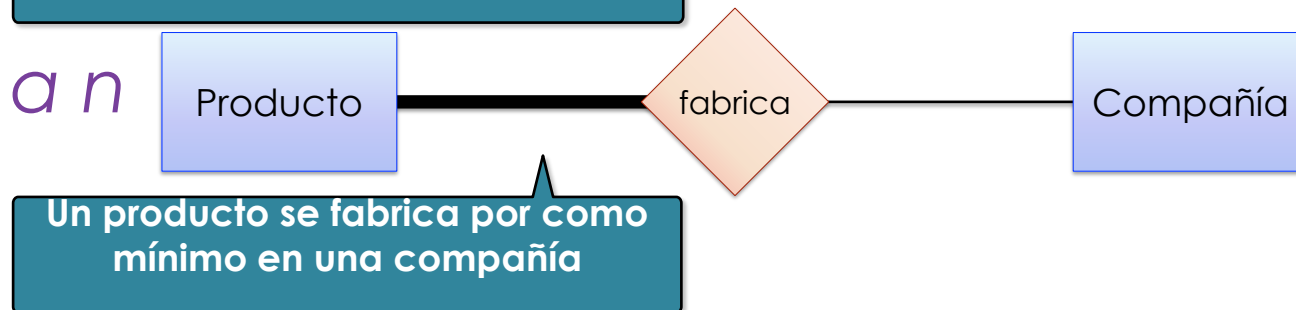 a n
Producto
fabrica
Compañía
Un producto se fabrica por como
mínimo en una compañía